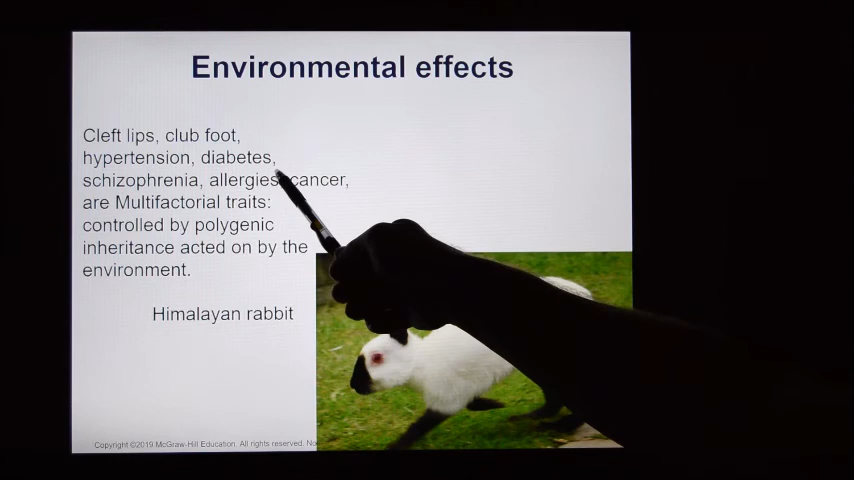 Environmental effects
Cleft lips, club foot,
hypertension, diabetes,
schizophrenia, allergies, cancer,
are Multifactorial traits:
controlled by polygenic
inheritance acted on by the
environment.
Himalayan rabbit
Copyright ©2019 McGraw-Hill Education. All rights reserved. No